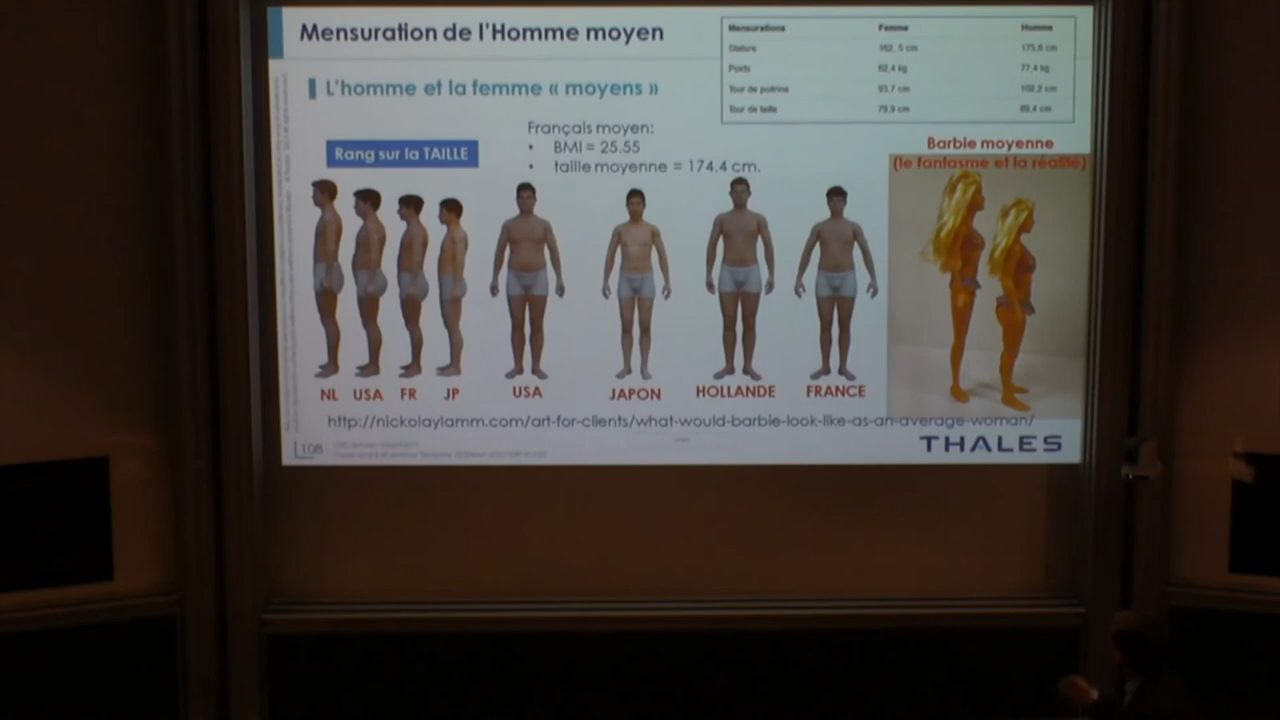 Mensuration de l'Homme moyen
Mensurations Femme Homme
Stature 162, 5 cm 175,6 cm
Poids 62,4 kg 77,4 kg
Tour de poitrine 93,7 cm 102,2 cm
Tour de taille 79,9 cm 89,4 cm
L'homme et la femme « moyens »
Français moyen:
• BMI = 25.55
• taille moyenne = 174.4 cm.
Rang sur la TAILLE
Barbie moyenne
(le fantasme et la réalité)
NL USA FR JP USA JAPON HOLLANDE FRANCE
http://nickolaylamm.com/art-for-clients/what-would-barbie-look-like-as-an-average-woman/
108
THALES